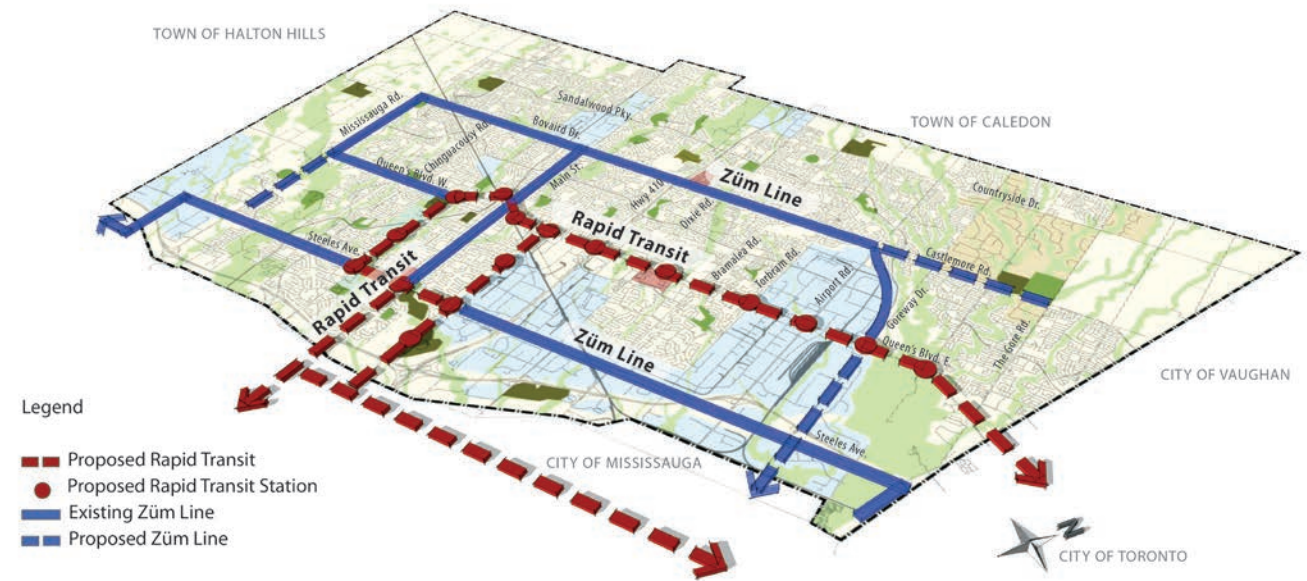 TOWN OF HALTON HILLS
TOWN OF CALEDON
Mississauga Rd.
Sandalwood Pky.
Bovaird Dr.
Chinguacousy Rd.
Queen's Blvd. W.
Main St.
Hwy 410
Dixie Rd.
Züm Line
Countryside Dr.
Rapid Transit
Castlemore Rd.
Steeles Ave.
Rapid Transit
Bramalea Rd.
Torbram Rd.
Airport Rd.
Goreway Dr.
Queen's Blvd. E.
The Gore Rd.
Züm Line
CITY OF VAUGHAN
Steeles Ave.
CITY OF MISSISSAUGA
N
CITY OF TORONTO
Legend
Proposed Rapid Transit
Proposed Rapid Transit Station
Existing Züm Line
Proposed Züm Line